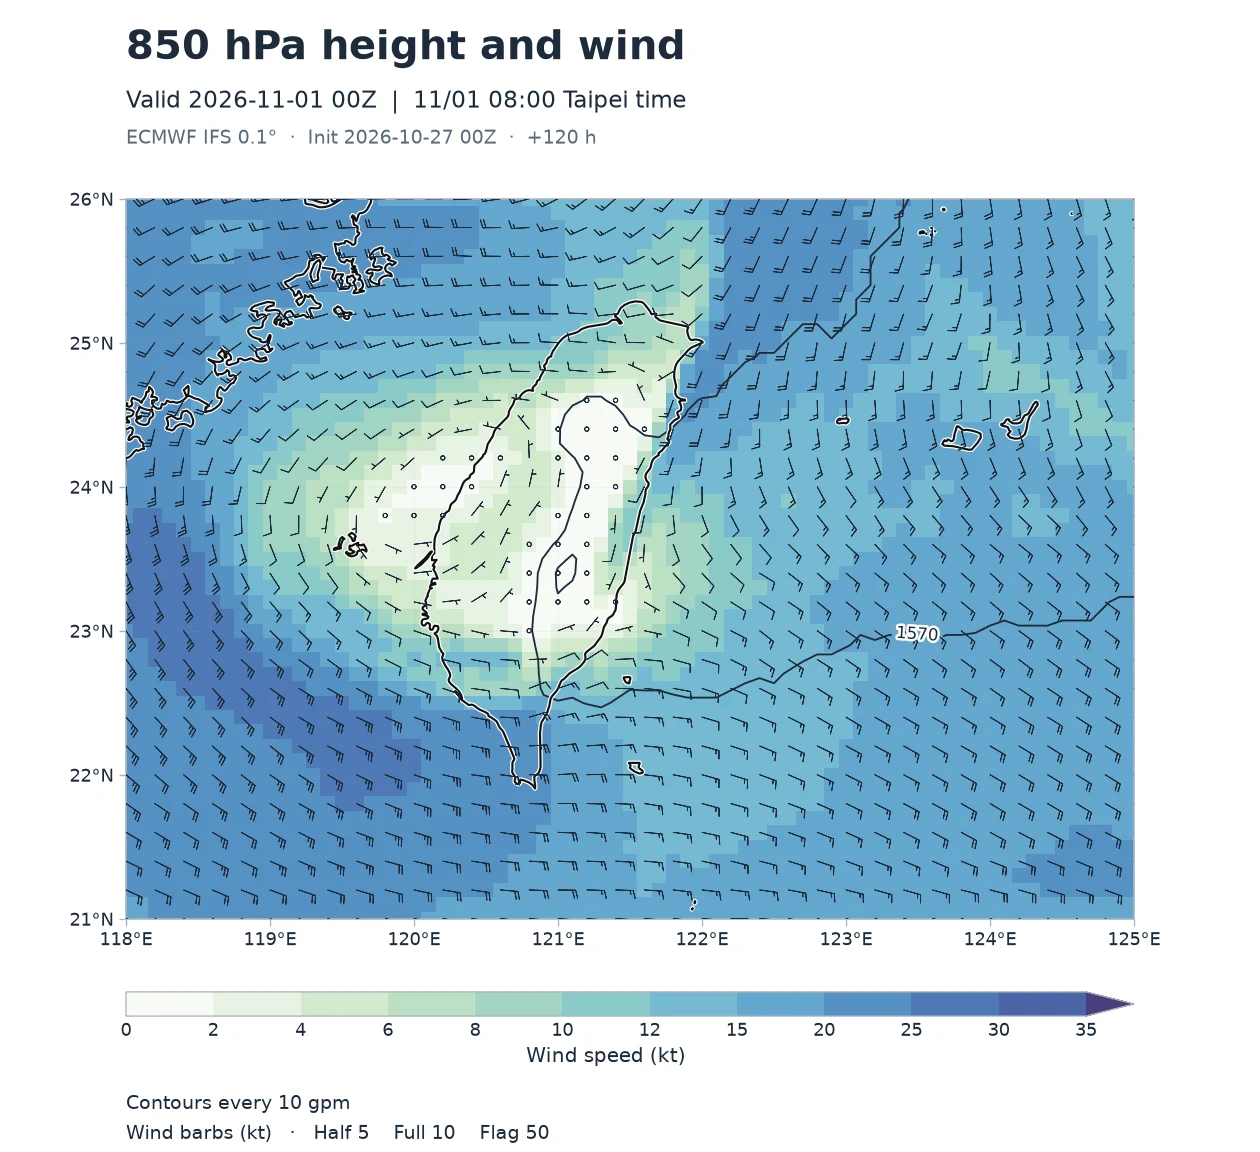 850 hPa height and wind
Valid 2026-11-01 00Z | 11/01 08:00 Taipei time
ECMWF IFS 0.1° · Init 2026-10-27 00Z · +120 h
26°N
25°N
24°N
23°N
22°N
21°N
1570
118°E 119°E 120°E 121°E 122°E 123°E 124°E 125°E
0 2 4 6 8 10 12 15 20 25 30 35
Wind speed (kt)
Contours every 10 gpm
Wind barbs (kt) · Half 5 Full 10 Flag 50